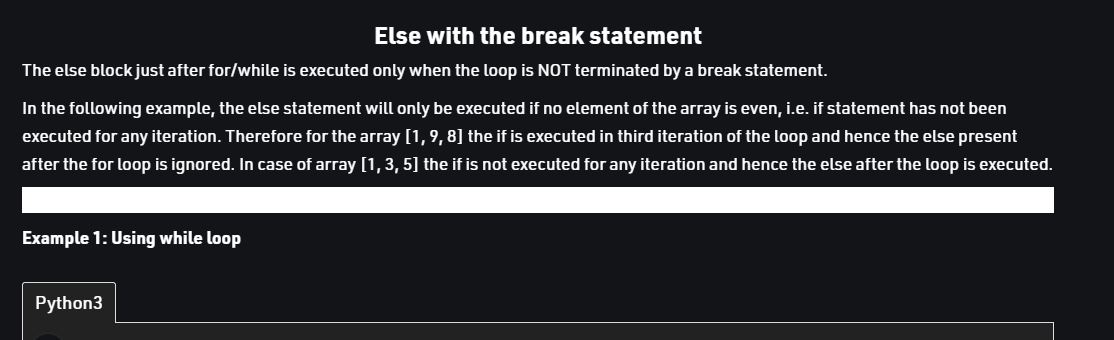 Else with the break statement
The else block just after for/while is executed only when the loop is NOT terminated by a break statement.
In the following example, the else statement will only be executed if no element of the array is even, i.e. if statement has not been
executed for any iteration. Therefore for the array [1, 9, 8] the if is executed in third iteration of the loop and hence the else present
after the for loop is ignored. In case of array [1, 3, 5] the if is not executed for any iteration and hence the else after the loop is executed.
Example 1: Using while loop
Python3